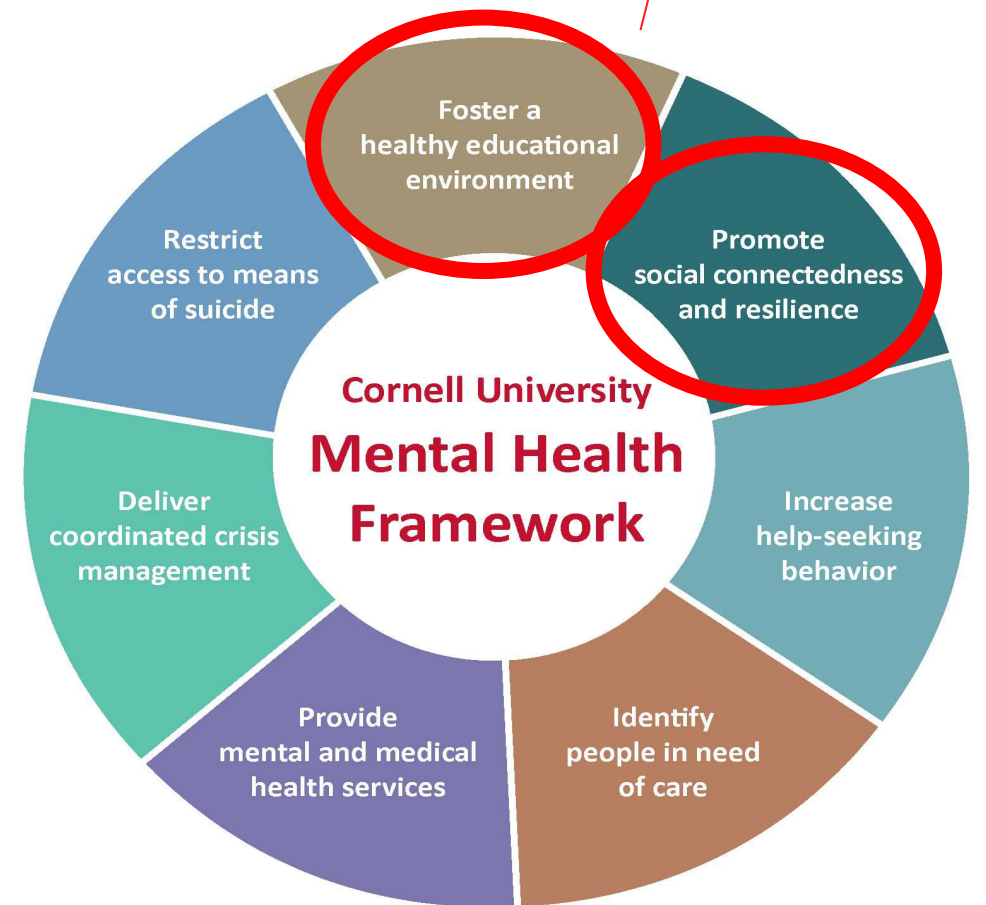 Foster a
healthy educational
environment
Promote
social connectedness
and resilience
Increase
help-seeking
behavior
Identify
people in need
of care
Provide
mental and medical
health services
Deliver
coordinated crisis
management
Restrict
access to means
of suicide
Cornell University
Mental Health
Framework